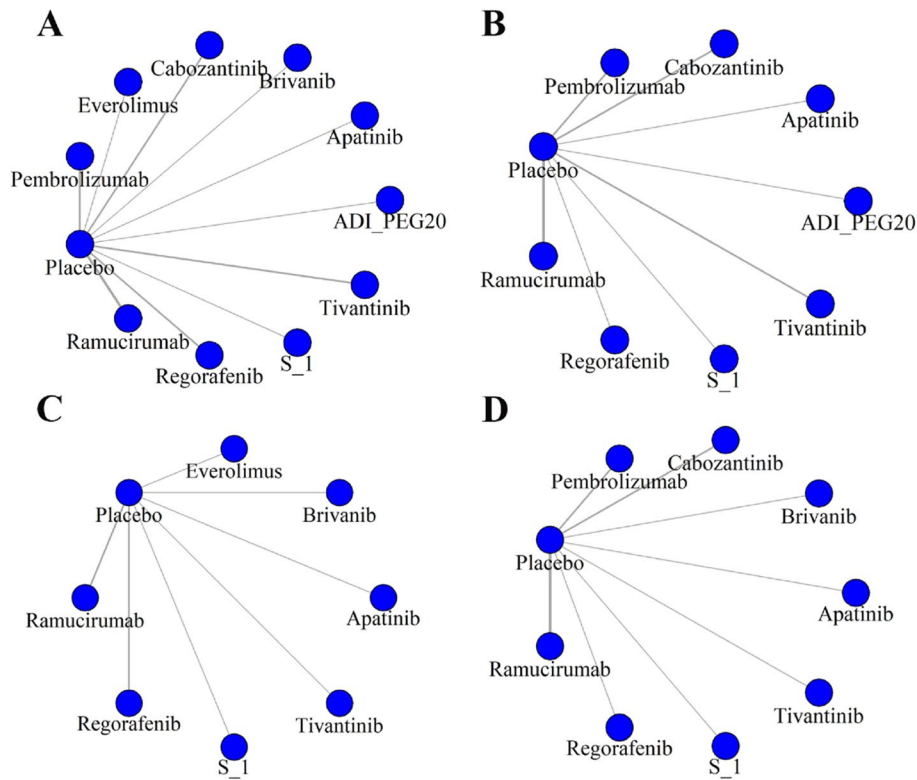 A
Cabozantinib
Brivanib
Everolimus
Apatinib
Pembrolizumab
ADI_PEG20
Placebo
Tivantinib
Ramucirumab
S_1
Regorafenib
B
Cabozantinib
Pembrolizumab
Apatinib
Placebo
ADI_PEG20
Ramucirumab
Tivantinib
Regorafenib
S_1
C
Everolimus
Placebo
Brivanib
Ramucirumab
Apatinib
Regorafenib
Tivantinib
S_1
D
Cabozantinib
Pembrolizumab
Brivanib
Placebo
Apatinib
Ramucirumab
Tivantinib
Regorafenib
S_1